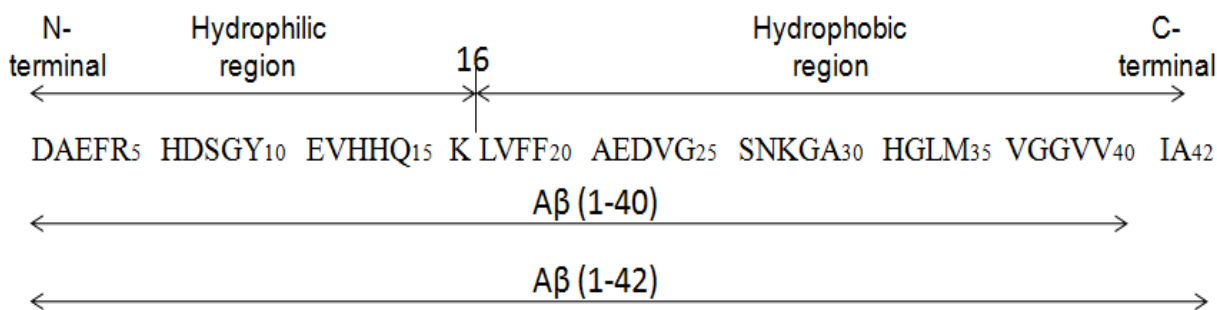 N-terminal
Hydrophilic region
16
Hydrophobic region
C-terminal
DAEFR5 HDSGY10 EVHHQ15 K LVFF20 AEDVG25 SNKGA30 HGLM35 VGGVV40 IA42
Aβ (1-40)
Aβ (1-42)